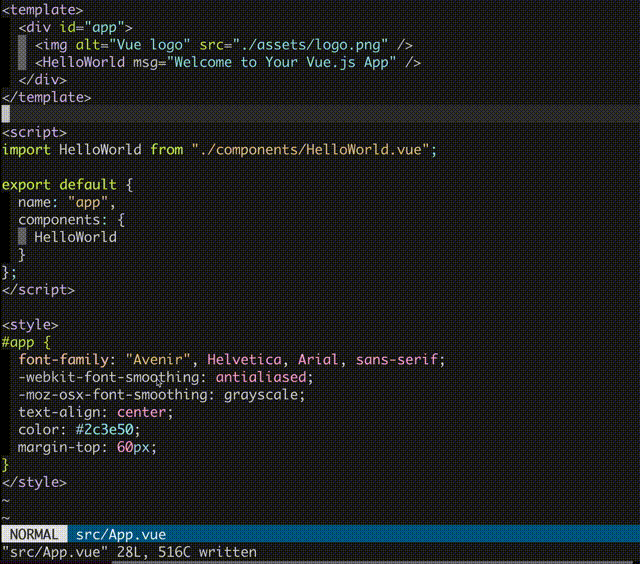 <template>
  <div id="app">
    <img alt="Vue logo" src="./assets/logo.png" />
    <HelloWorld msg="Welcome to Your Vue.js App" />
  </div>
</template>

<script>
import HelloWorld from "./components/HelloWorld.vue";

export default {
  name: "app",
  components: {
    HelloWorld
  }
};
</script>

<style>
#app {
  font-family: "Avenir", Helvetica, Arial, sans-serif;
  -webkit-font-smoothing: antialiased;
  -moz-osx-font-smoothing: grayscale;
  text-align: center;
  color: #2c3e50;
  margin-top: 60px;
}
</style>
~
~
NORMAL  src/App.vue
"src/App.vue" 28L, 516C written